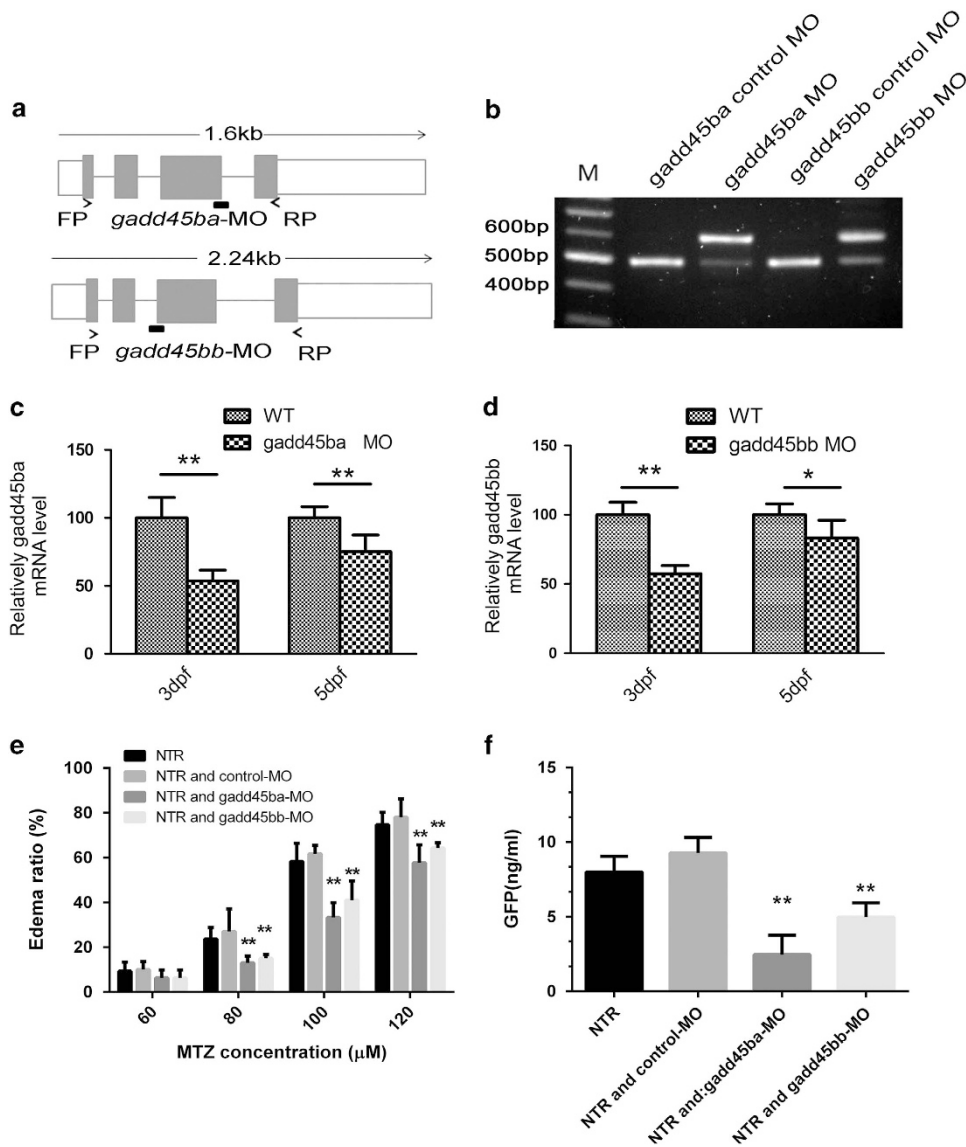 a
1.6kb
FP
gadd45ba-MO
RP
2.24kb
FP
gadd45bb-MO
RP
b
M
gadd45ba control MO
gadd45ba MO
gadd45bb control MO
gadd45bb MO
600bp
500bp
400bp
c
WT
gadd45ba MO
Relatively gadd45ba
mRNA level
150
100
50
0
**
**
3dpf
5dpf
d
WT
gadd45bb MO
Relatively gadd45bb
mRNA level
150
100
50
0
**
*
3dpf
5dpf
e
NTR
NTR and control-MO
NTR and gadd45ba-MO
NTR and gadd45bb-MO
Edema ratio (%)
100
80
60
40
20
0
** **
** **
** **
60
80
100
120
MTZ concentration (μM)
f
GFP(ng/ml)
15
10
5
0
**
**
NTR
NTR and control-MO
NTR and:gadd45ba-MO
NTR and gadd45bb-MO